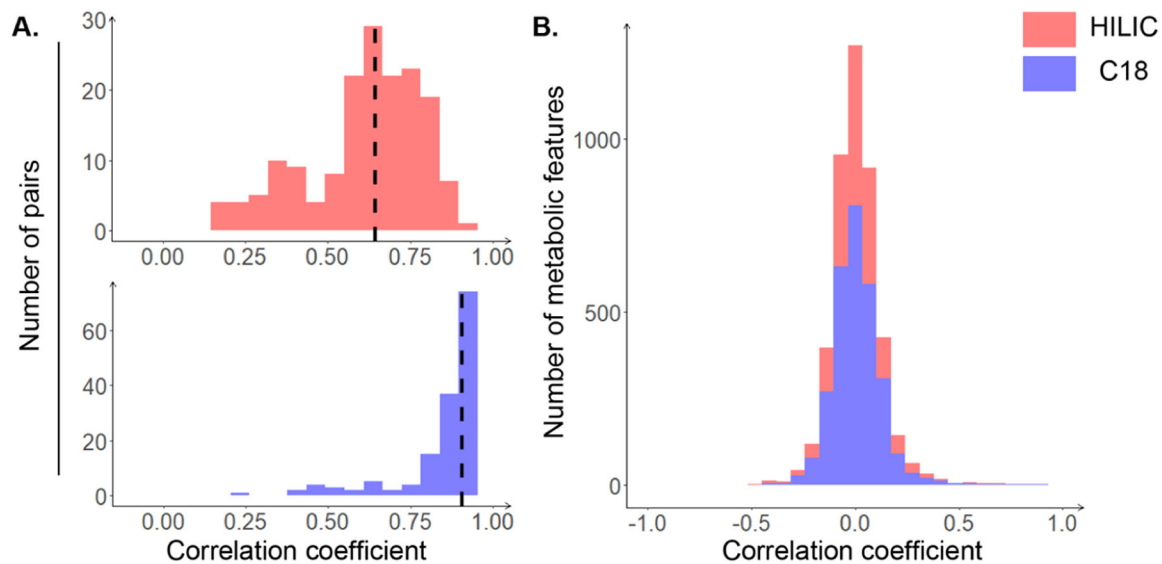 A.
Number of pairs
30
20
10
0
0.00 0.25 0.50 0.75 1.00
60
40
20
0
0.00 0.25 0.50 0.75 1.00
Correlation coefficient
B.
HILIC
C18
Number of metabolic features
1000
500
0
-1.0 -0.5 0.0 0.5 1.0
Correlation coefficient